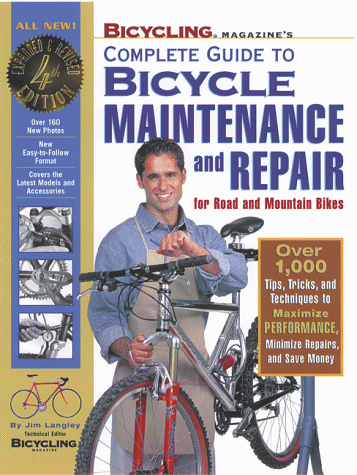 ALL NEW!
EXPANDED & REVISED
4th
EDITION
Over 160
New Photos
New
Easy-to-Follow
Format
Covers the
Latest Models and
Accessories
By Jim Langley
Technical Editor
BICYCLING
MAGAZINE
BICYCLING® MAGAZINE'S
COMPLETE GUIDE TO
BICYCLE
MAINTENANCE
and REPAIR
for Road and Mountain Bikes
Over
1,000
Tips, Tricks, and
Techniques to
Maximize
PERFORMANCE,
Minimize Repairs,
and Save Money